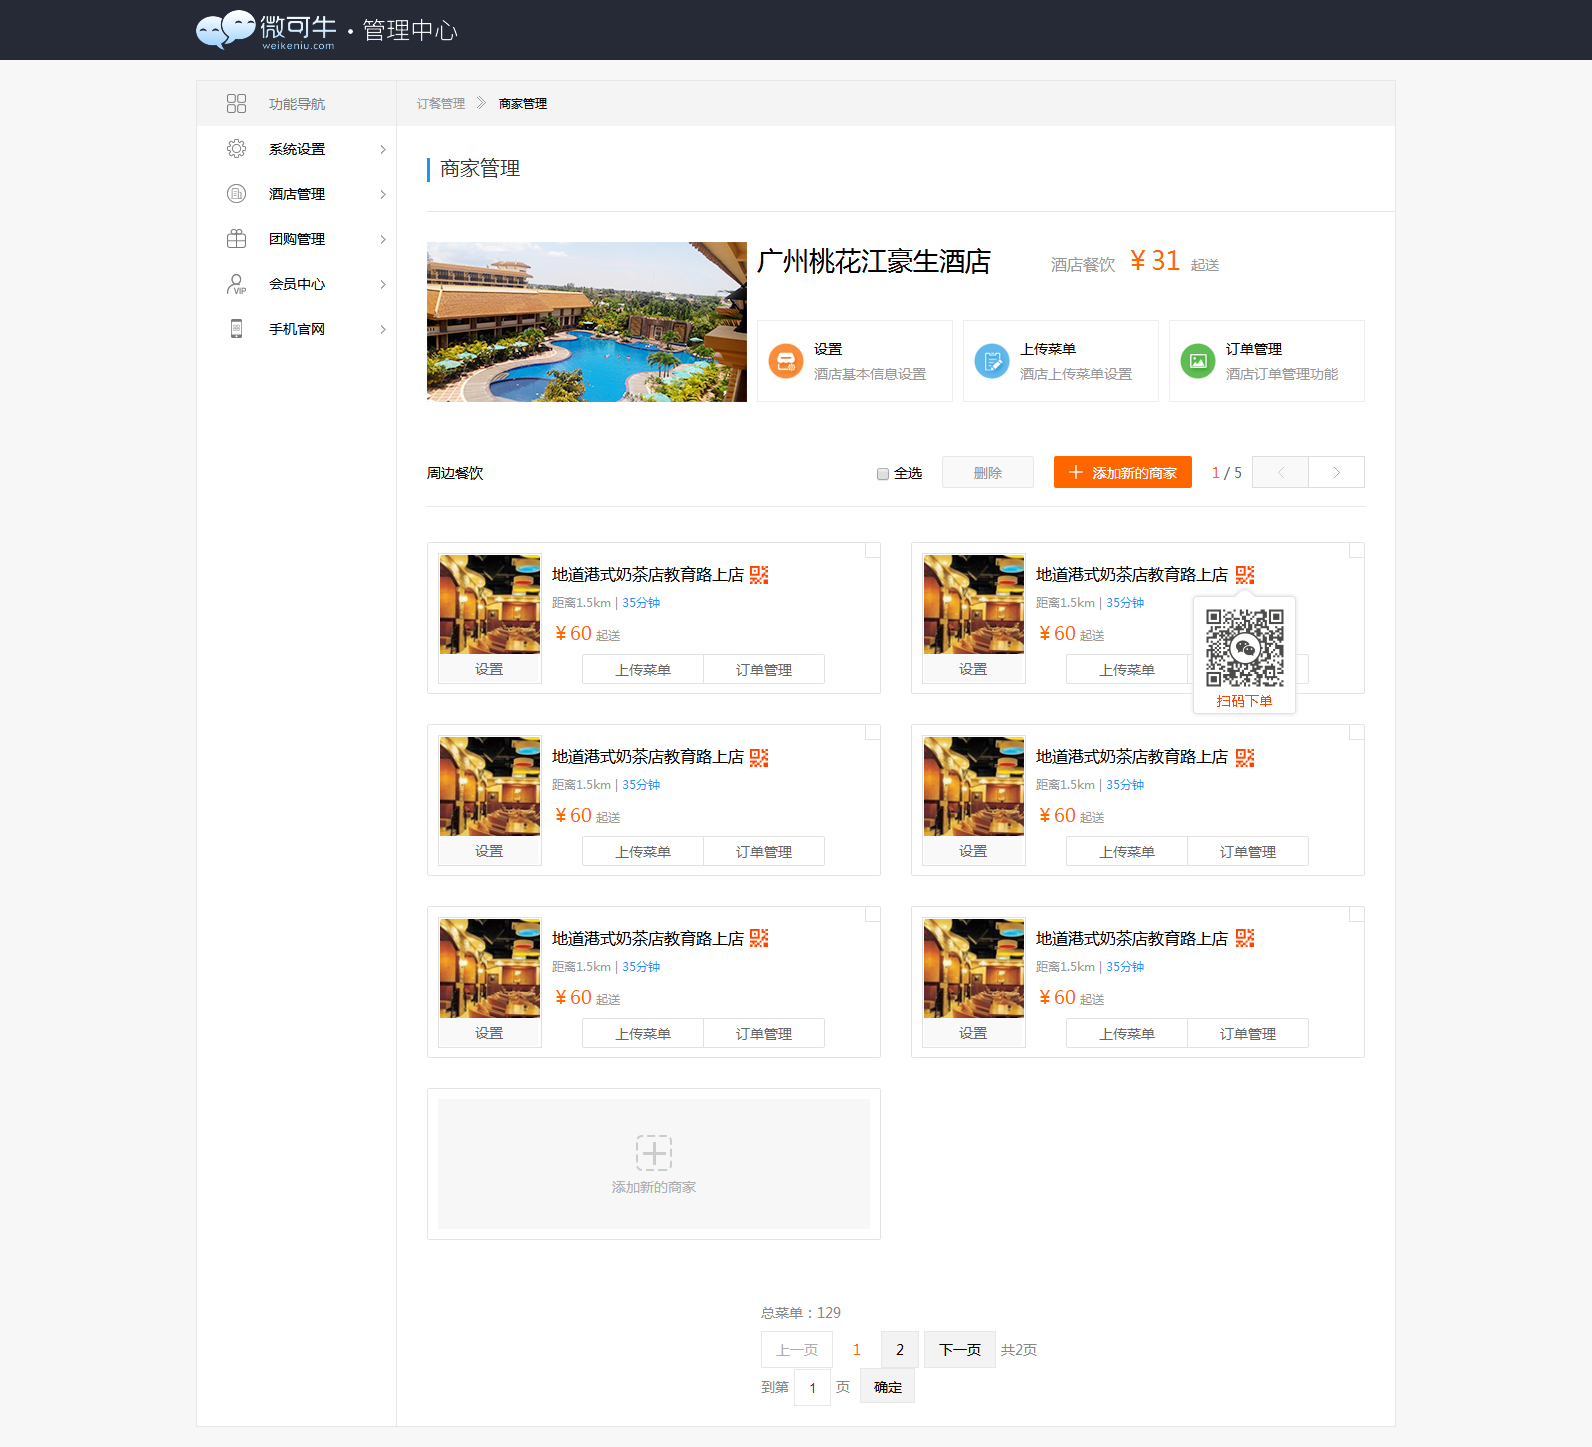 微可牛 · 管理中心
weikeniu.com
功能导航
系统设置
酒店管理
团购管理
会员中心
VIP
手机官网
订餐管理 商家管理
商家管理
广州桃花江豪生酒店 酒店餐饮 ¥31 起送
设置
酒店基本信息设置
上传菜单
酒店上传菜单设置
订单管理
酒店订单管理功能
周边餐饮 全选 删除 添加新的商家 1 / 5
地道港式奶茶店教育路上店
距离1.5km | 35分钟
¥60 起送
设置 上传菜单 订单管理
地道港式奶茶店教育路上店
距离1.5km | 35分钟
¥60 起送
设置 上传菜单
扫码下单
地道港式奶茶店教育路上店
距离1.5km | 35分钟
¥60 起送
设置 上传菜单 订单管理
地道港式奶茶店教育路上店
距离1.5km | 35分钟
¥60 起送
设置 上传菜单 订单管理
地道港式奶茶店教育路上店
距离1.5km | 35分钟
¥60 起送
设置 上传菜单 订单管理
地道港式奶茶店教育路上店
距离1.5km | 35分钟
¥60 起送
设置 上传菜单 订单管理
添加新的商家
总菜单：129
上一页 1 2 下一页 共2页
到第 1 页 确定